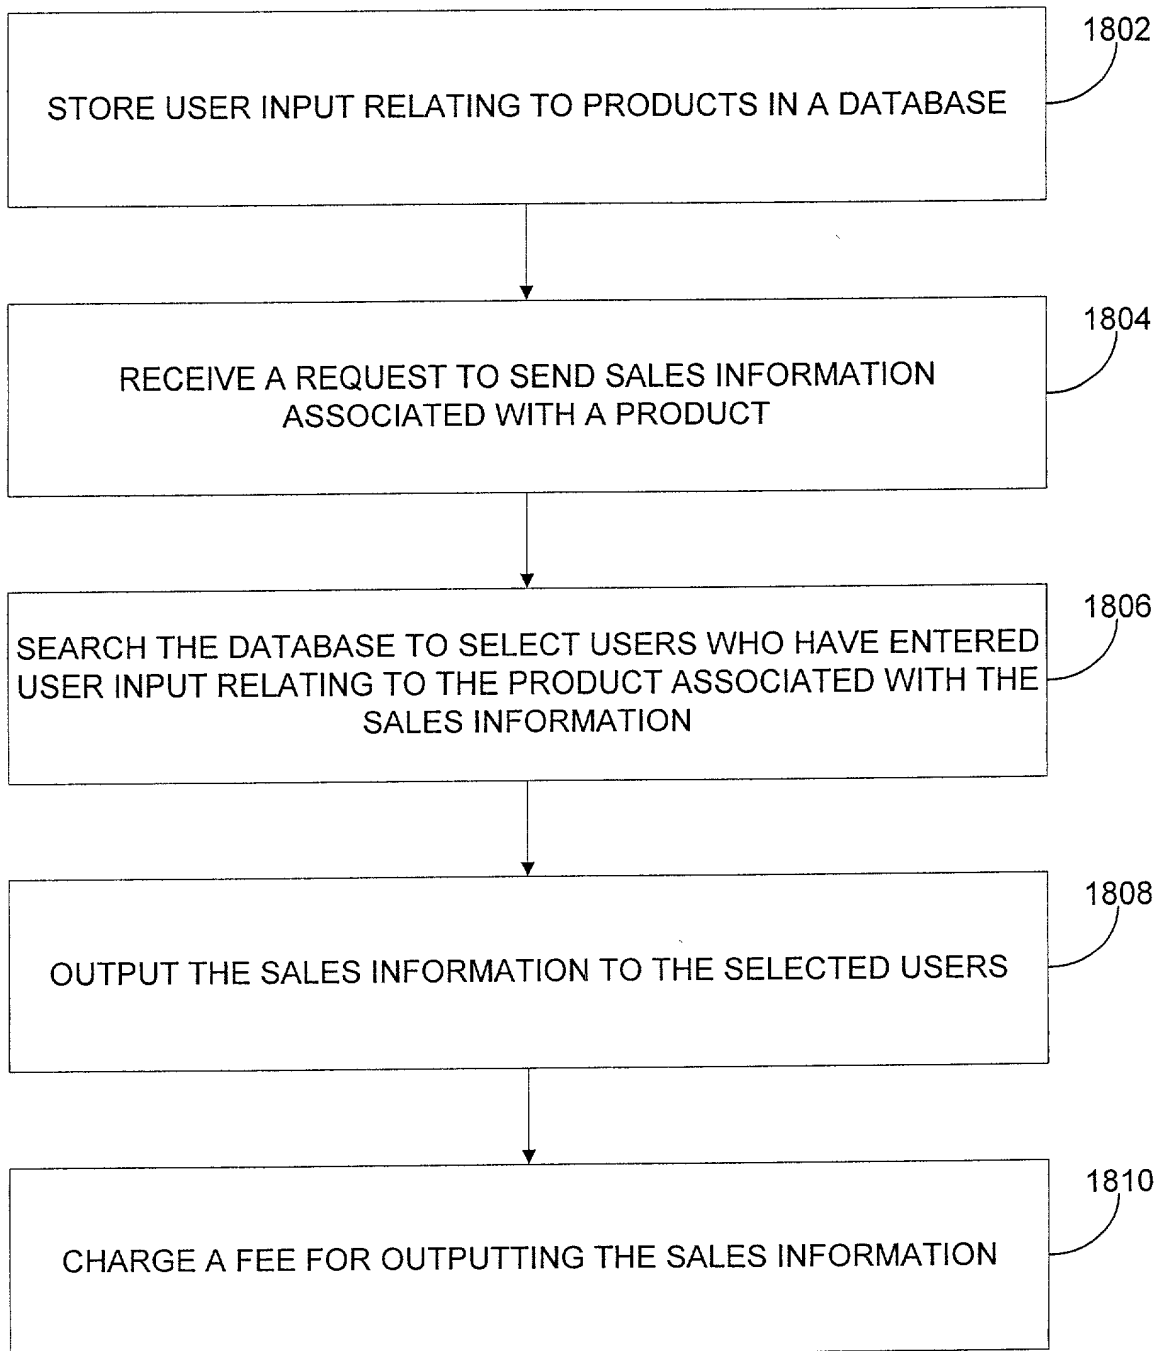 1802
STORE USER INPUT RELATING TO PRODUCTS IN A DATABASE
1804
RECEIVE A REQUEST TO SEND SALES INFORMATION
ASSOCIATED WITH A PRODUCT
1806
SEARCH THE DATABASE TO SELECT USERS WHO HAVE ENTERED
USER INPUT RELATING TO THE PRODUCT ASSOCIATED WITH THE
SALES INFORMATION
1808
OUTPUT THE SALES INFORMATION TO THE SELECTED USERS
1810
CHARGE A FEE FOR OUTPUTTING THE SALES INFORMATION